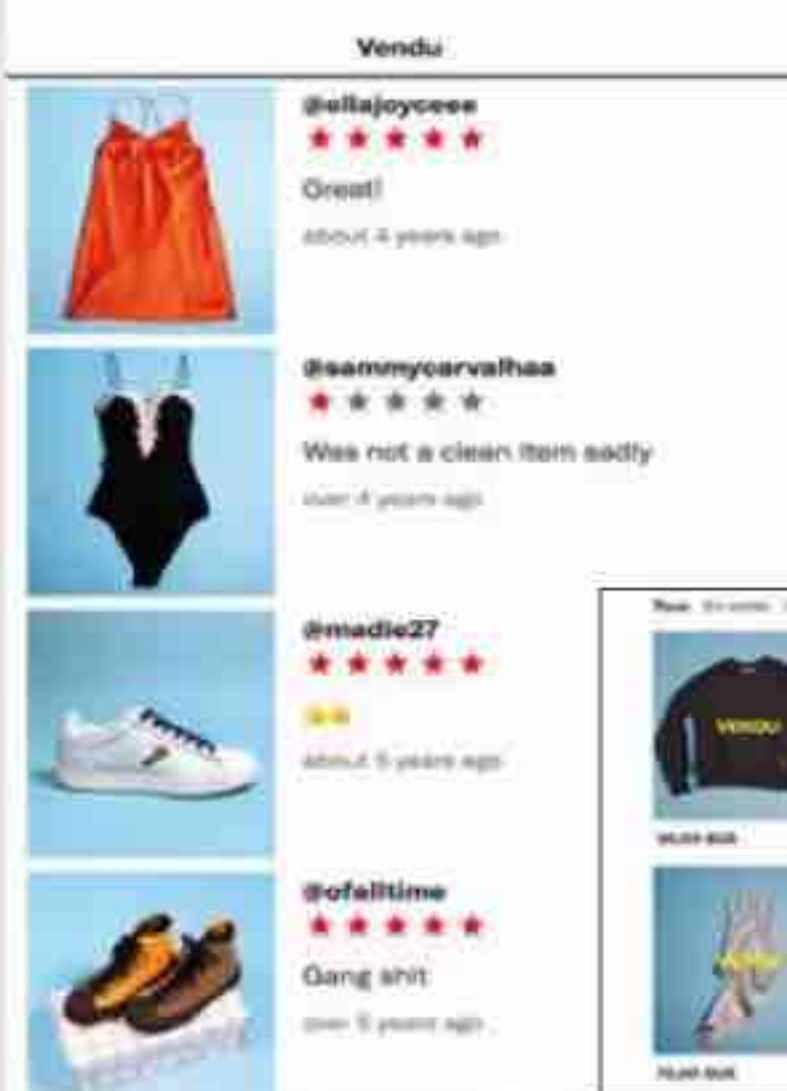 Vendu
@ellajoyceee
Great!
about 4 years ago
@sammycarvalhaa
Was not a clean item sadly
over 4 years ago
@madie27
about 5 years ago
@ofalltime
Gang shit
over 5 years ago
VENDU